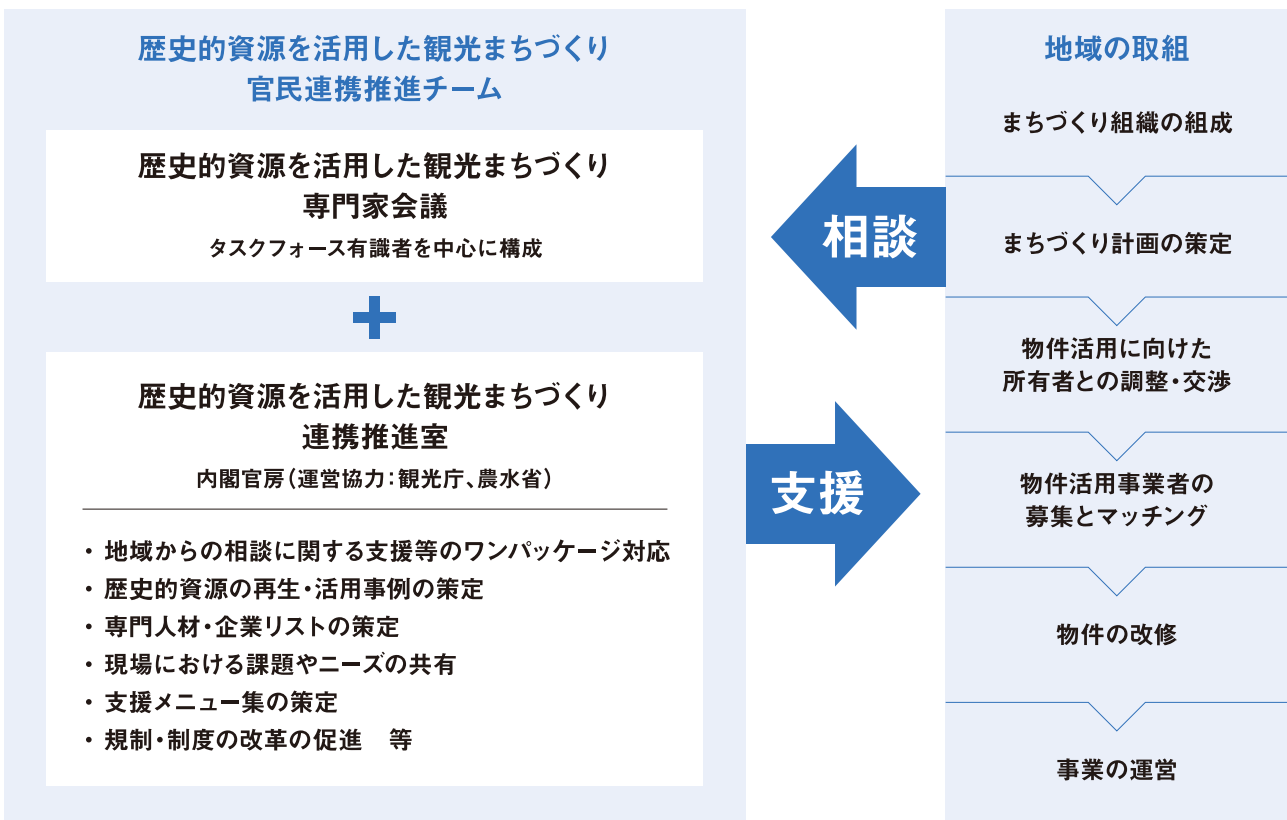 歴史的資源を活用した観光まちづくり
官民連携推進チーム
歴史的資源を活用した観光まちづくり
専門家会議
タスクフォース有識者を中心に構成
歴史的資源を活用した観光まちづくり
連携推進室
内閣官房(運営協力:観光庁、農水省)
・ 地域からの相談に関する支援等のワンパッケージ対応
・ 歴史的資源の再生・活用事例の策定
・ 専門人材・企業リストの策定
・ 現場における課題やニーズの共有
・ 支援メニュー集の策定
・ 規制・制度の改革の促進　等
相談
支援
地域の取組
まちづくり組織の組成
まちづくり計画の策定
物件活用に向けた
所有者との調整・交渉
物件活用事業者の
募集とマッチング
物件の改修
事業の運営